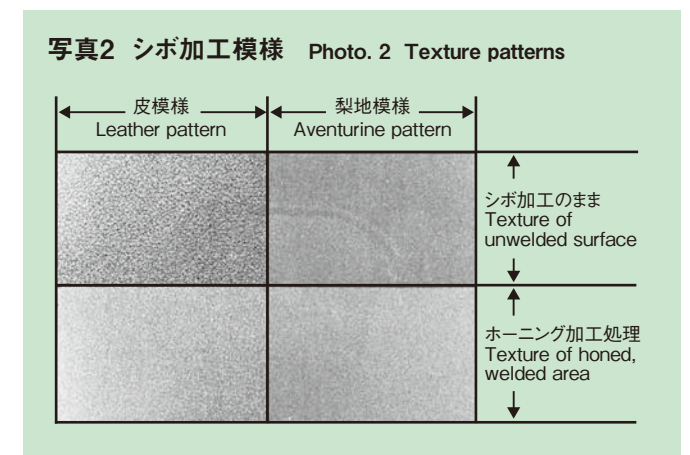 写真2 シボ加工模様 Photo. 2 Texture patterns
皮模様
Leather pattern
梨地模様
Aventurine pattern
シボ加工のまま
Texture of
unwelded surface
ホーニング加工処理
Texture of honed,
welded area